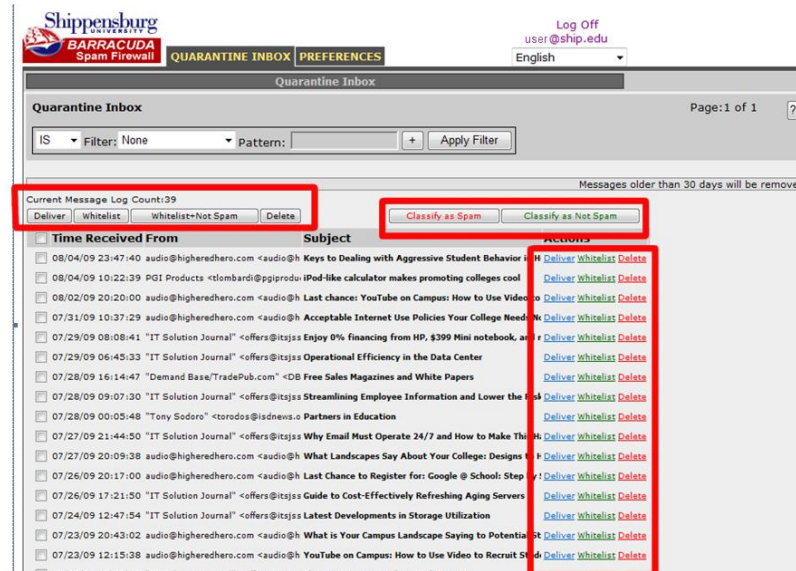 Shippensburg
UNIVERSITY
BARRACUDA
Spam Firewall
QUARANTINE INBOX PREFERENCES
Log Off
user@ship.edu
English
Quarantine Inbox
Quarantine Inbox Page:1 of 1 ?
IS Filter: None Pattern: + Apply Filter
Messages older than 30 days will be remove
Current Message Log Count:39
Deliver Whitelist Whitelist+Not Spam Delete Classify as Spam Classify as Not Spam
Time Received From Subject Actions
08/04/09 23:47:40 audio@higheredhero.com <audio@h Keys to Dealing with Aggressive Student Behavior in H Deliver Whitelist Delete
08/04/09 10:22:39 PGI Products <tlombardi@pgiprodu iPod-like calculator makes promoting colleges cool Deliver Whitelist Delete
08/02/09 20:20:00 audio@higheredhero.com <audio@h Last chance: YouTube on Campus: How to Use Video to Deliver Whitelist Delete
07/31/09 10:37:29 audio@higheredhero.com <audio@h Acceptable Internet Use Policies Your College Needs No Deliver Whitelist Delete
07/29/09 08:08:41 "IT Solution Journal" <offers@itsjss Enjoy 0% financing from HP, $399 Mini notebook, and r Deliver Whitelist Delete
07/29/09 06:45:33 "IT Solution Journal" <offers@itsjss Operational Efficiency in the Data Center Deliver Whitelist Delete
07/28/09 16:14:47 "Demand Base/TradePub.com" <DB Free Sales Magazines and White Papers Deliver Whitelist Delete
07/28/09 09:07:30 "IT Solution Journal" <offers@itsjss Streamlining Employee Information and Lower the Risk Deliver Whitelist Delete
07/28/09 00:05:48 "Tony Sodoro" <torodos@isdnews.o Partners in Education Deliver Whitelist Delete
07/27/09 21:44:50 "IT Solution Journal" <offers@itsjss Why Email Must Operate 24/7 and How to Make This Ha Deliver Whitelist Delete
07/27/09 20:09:38 audio@higheredhero.com <audio@h What Landscapes Say About Your College: Designs to H Deliver Whitelist Delete
07/26/09 20:17:00 audio@higheredhero.com <audio@h Last Chance to Register for: Google @ School: Step by Deliver Whitelist Delete
07/26/09 17:21:50 "IT Solution Journal" <offers@itsjss Guide to Cost-Effectively Refreshing Aging Servers Deliver Whitelist Delete
07/24/09 12:47:54 "IT Solution Journal" <offers@itsjss Latest Developments in Storage Utilization Deliver Whitelist Delete
07/23/09 20:43:02 audio@higheredhero.com <audio@h What is Your Campus Landscape Saying to Potential St Deliver Whitelist Delete
07/23/09 12:15:38 audio@higheredhero.com <audio@h YouTube on Campus: How to Use Video to Recruit Stude Deliver Whitelist Delete